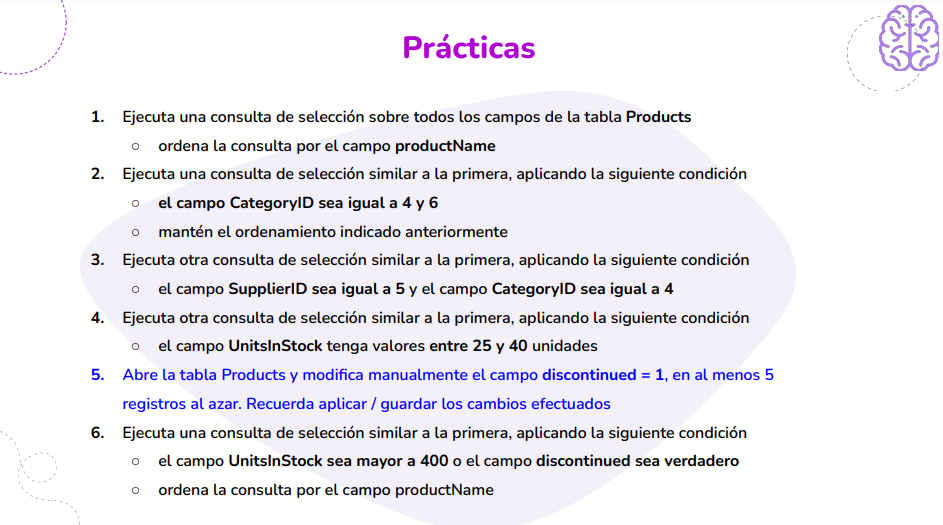 Prácticas
1. Ejecuta una consulta de selección sobre todos los campos de la tabla Products
○ ordena la consulta por el campo productName
2. Ejecuta una consulta de selección similar a la primera, aplicando la siguiente condición
○ el campo CategoryID sea igual a 4 y 6
○ mantén el ordenamiento indicado anteriormente
3. Ejecuta otra consulta de selección similar a la primera, aplicando la siguiente condición
○ el campo SupplierID sea igual a 5 y el campo CategoryID sea igual a 4
4. Ejecuta otra consulta de selección similar a la primera, aplicando la siguiente condición
○ el campo UnitsInStock tenga valores entre 25 y 40 unidades
5. Abre la tabla Products y modifica manualmente el campo discontinued = 1, en al menos 5
registros al azar. Recuerda aplicar / guardar los cambios efectuados
6. Ejecuta una consulta de selección similar a la primera, aplicando la siguiente condición
○ el campo UnitsInStock sea mayor a 400 o el campo discontinued sea verdadero
○ ordena la consulta por el campo productName